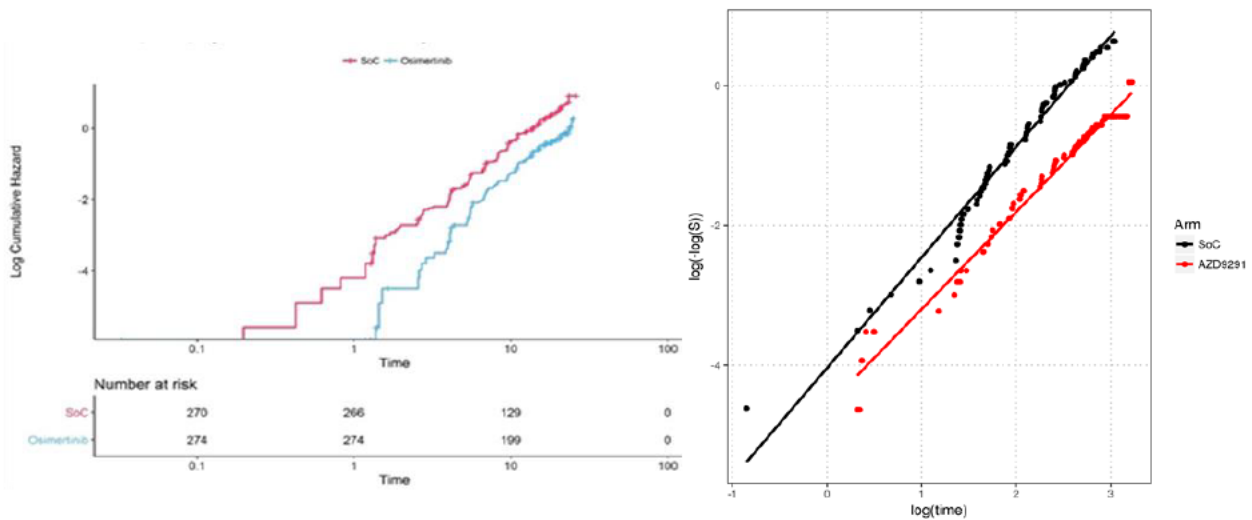 SoC Osimertinib
Log Cumulative Hazard
0
-2
-4
0.1 1 10 100
Time
Number at risk
SoC 270 266 129 0
Osimertinib 274 274 199 0
0.1 1 10 100
Time
log(-log(S))
0
-2
-4
-1 0 1 2 3
log(time)
Arm
SoC
AZD9291